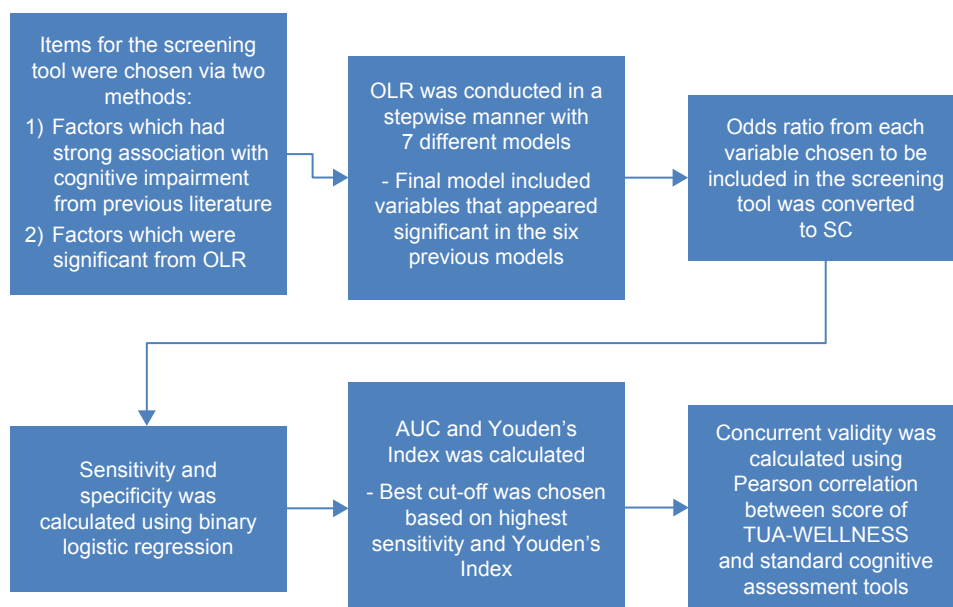 Items for the screening
tool were chosen via two
methods:
1) Factors which had
strong association with
cognitive impairment
from previous literature
2) Factors which were
significant from OLR
OLR was conducted in a
stepwise manner with
7 different models
- Final model included
variables that appeared
significant in the six
previous models
Odds ratio from each
variable chosen to be
included in the screening
tool was converted
to SC
Sensitivity and
specificity was
calculated using binary
logistic regression
AUC and Youden's
Index was calculated
- Best cut-off was chosen
based on highest
sensitivity and Youden's
Index
Concurrent validity was
calculated using
Pearson correlation
between score of
TUA-WELLNESS
and standard cognitive
assessment tools